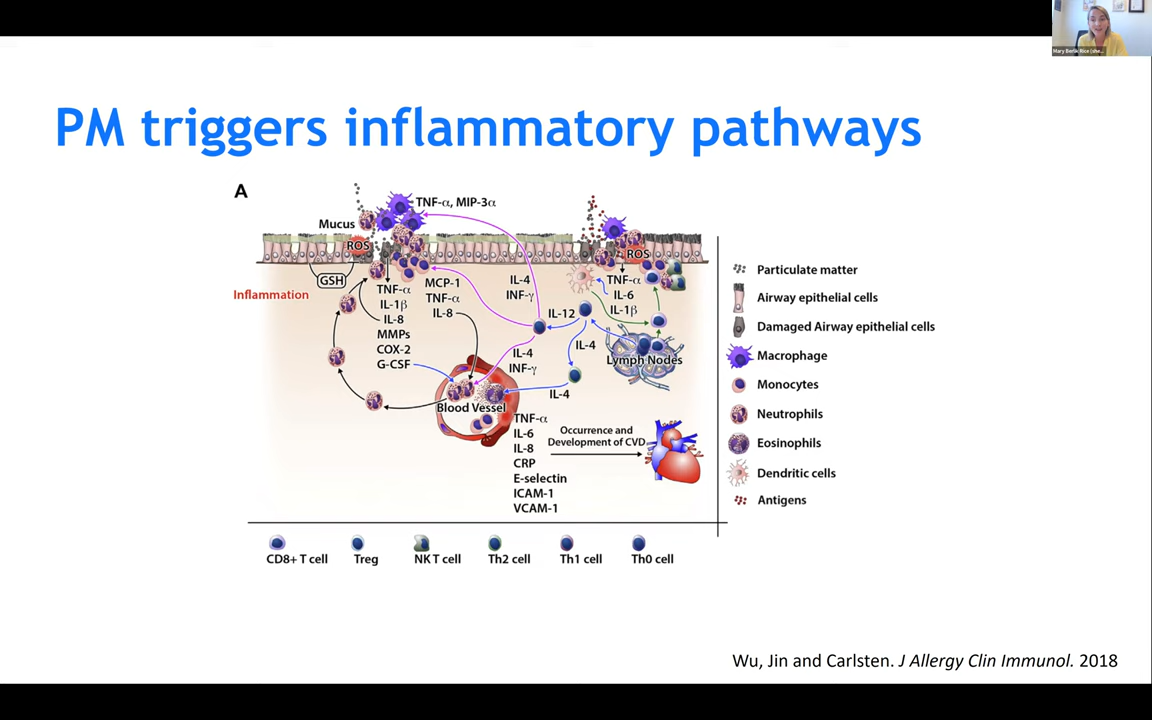 PM triggers inflammatory pathways
A
TNF-α, MIP-3α
Mucus
ROS
GSH
Inflammation
TNF-α
IL-1β
IL-8
MMPs
COX-2
G-CSF
MCP-1
TNF-α
IL-8
IL-4
INF-γ
IL-12
IL-4
INF-γ
IL-4
IL-4
ROS
TNF-α
IL-6
IL-1β
Lymph Nodes
Blood Vessel
TNF-α
IL-6
IL-8
CRP
E-selectin
ICAM-1
VCAM-1
Occurrence and
Development of CVD
Particulate matter
Airway epithelial cells
Damaged Airway epithelial cells
Macrophage
Monocytes
Neutrophils
Eosinophils
Dendritic cells
Antigens
CD8+ T cell
Treg
NK T cell
Th2 cell
Th1 cell
Th0 cell
Wu, Jin and Carlsten. J Allergy Clin Immunol. 2018